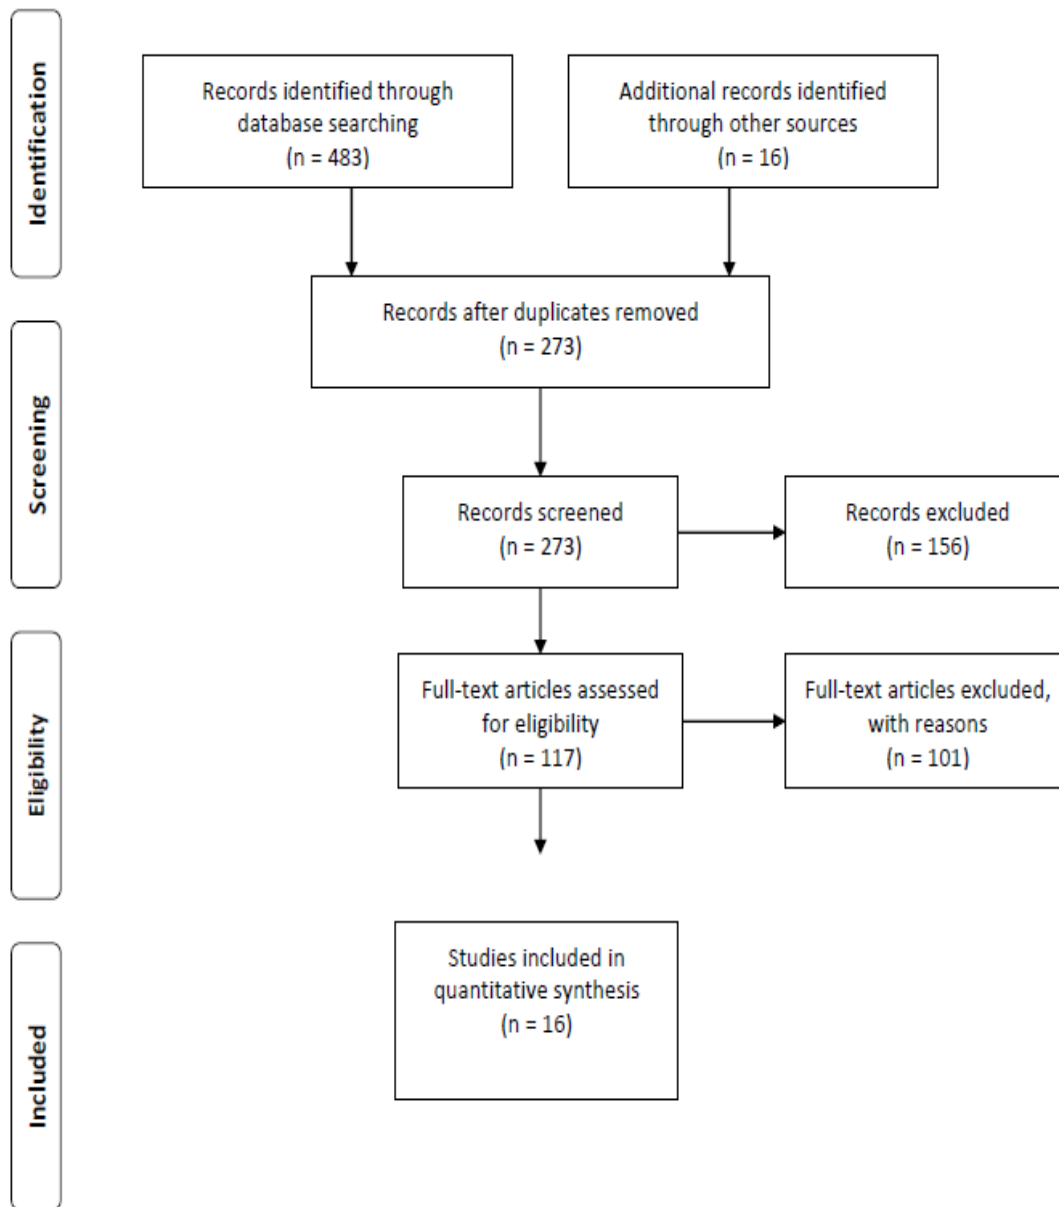 Identification
Records identified through
database searching
(n = 483)
Additional records identified
through other sources
(n = 16)
Records after duplicates removed
(n = 273)
Screening
Records screened
(n = 273)
Records excluded
(n = 156)
Eligibility
Full-text articles assessed
for eligibility
(n = 117)
Full-text articles excluded,
with reasons
(n = 101)
Included
Studies included in
quantitative synthesis
(n = 16)